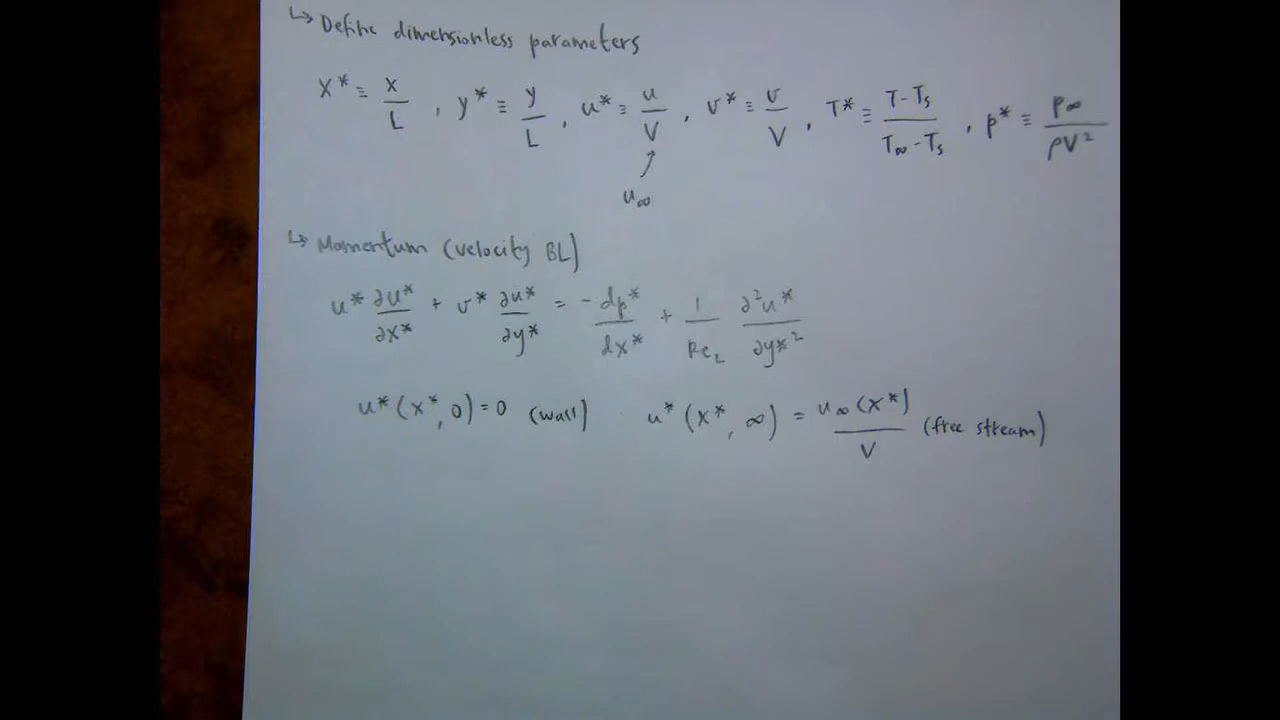 ↳ Define dimensionless parameters
x* ≡ x/L , y* ≡ y/L , u* ≡ u/V , v* ≡ v/V , T* ≡ (T-Ts)/(T∞-Ts) , p* ≡ p∞/ρV²
↑
u∞
↳ Momentum (velocity BL)
u* ∂u*/∂x* + v* ∂u*/∂y* = - dp*/dx* + 1/Re_L ∂²u*/∂y*²
u*(x*, 0) = 0 (wall) u*(x*, ∞) = u∞(x*)/V (free stream)